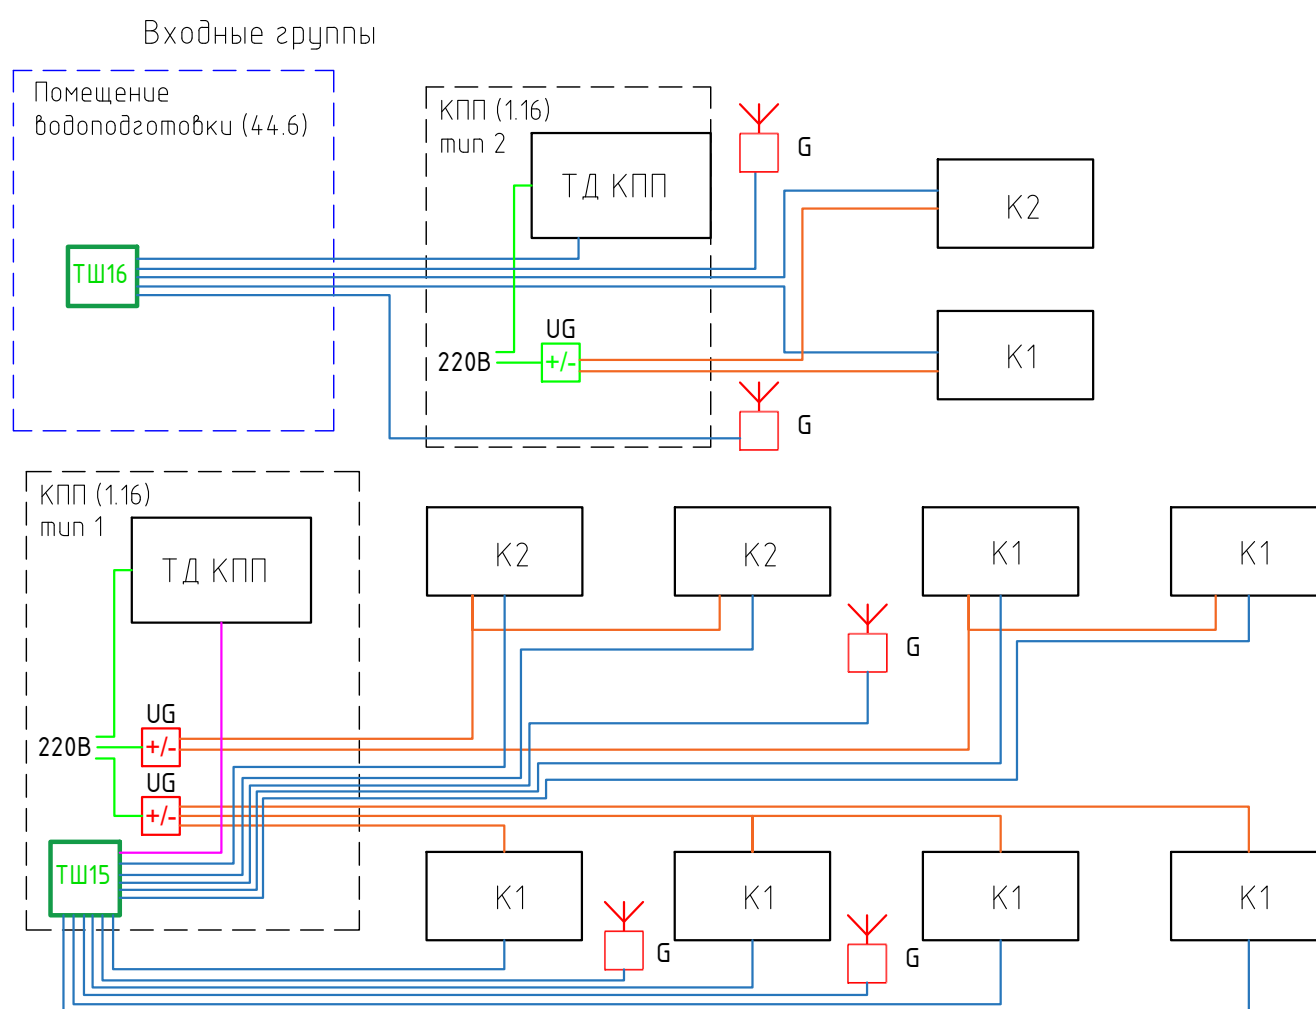 Входные группы
Помещение
водоподготовки (44.6)
ТШ16
КПП (1.16)
тип 2
ТД КПП
G
К2
UG
220В
+/-
К1
G
КПП (1.16)
тип 1
ТД КПП
К2
К2
К1
К1
G
UG
220В
+/-
UG
+/-
ТШ15
К1
К1
К1
К1
G
G